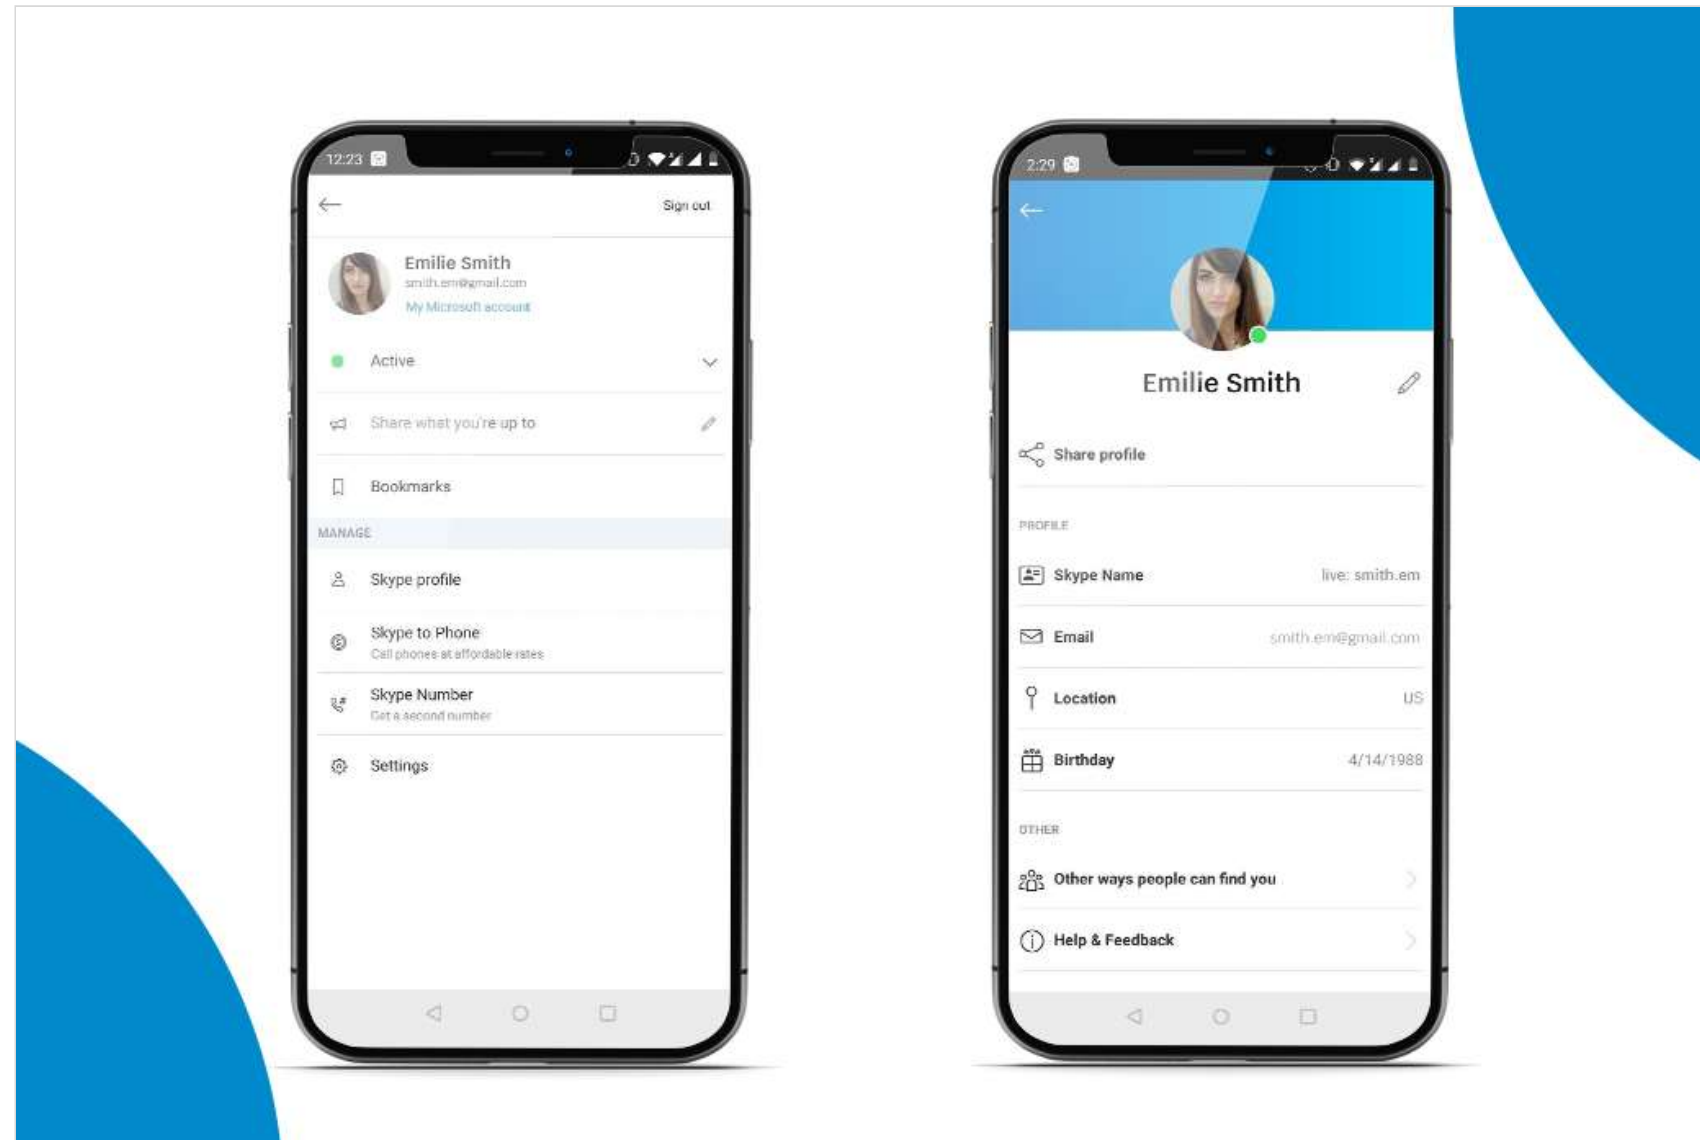 12:23
Sign out
Emilie Smith
smith.em@gmail.com
My Microsoft account
Active
Share what you're up to
Bookmarks
MANAGE
Skype profile
Skype to Phone
Call phones at affordable rates
Skype Number
Get a second number
Settings
2:29
Emilie Smith
Share profile
PROFILE
Skype Name live: smith.em
Email smith.em@gmail.com
Location US
Birthday 4/14/1988
OTHER
Other ways people can find you
Help & Feedback